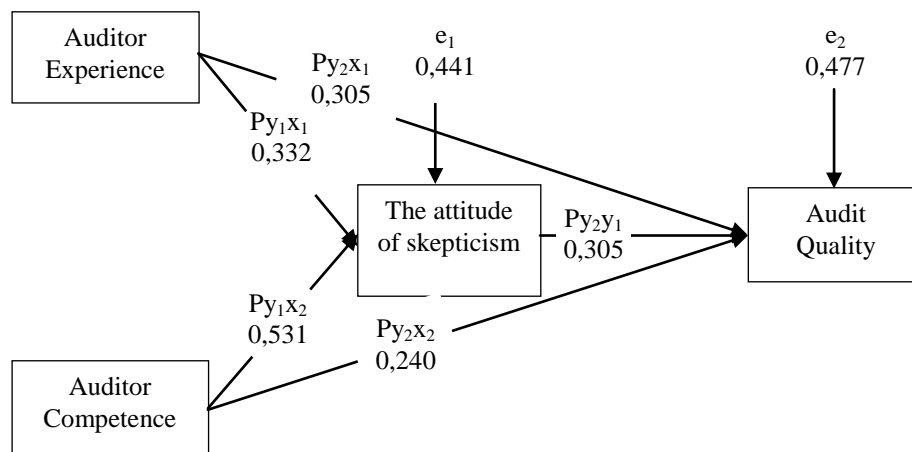 Auditor
Experience
e₁
0,441
e₂
0,477
Py₂x₁
0,305
Py₁x₁
0,332
The attitude
of skepticism
Py₂y₁
0,305
Audit
Quality
Py₁x₂
0,531
Py₂x₂
0,240
Auditor
Competence